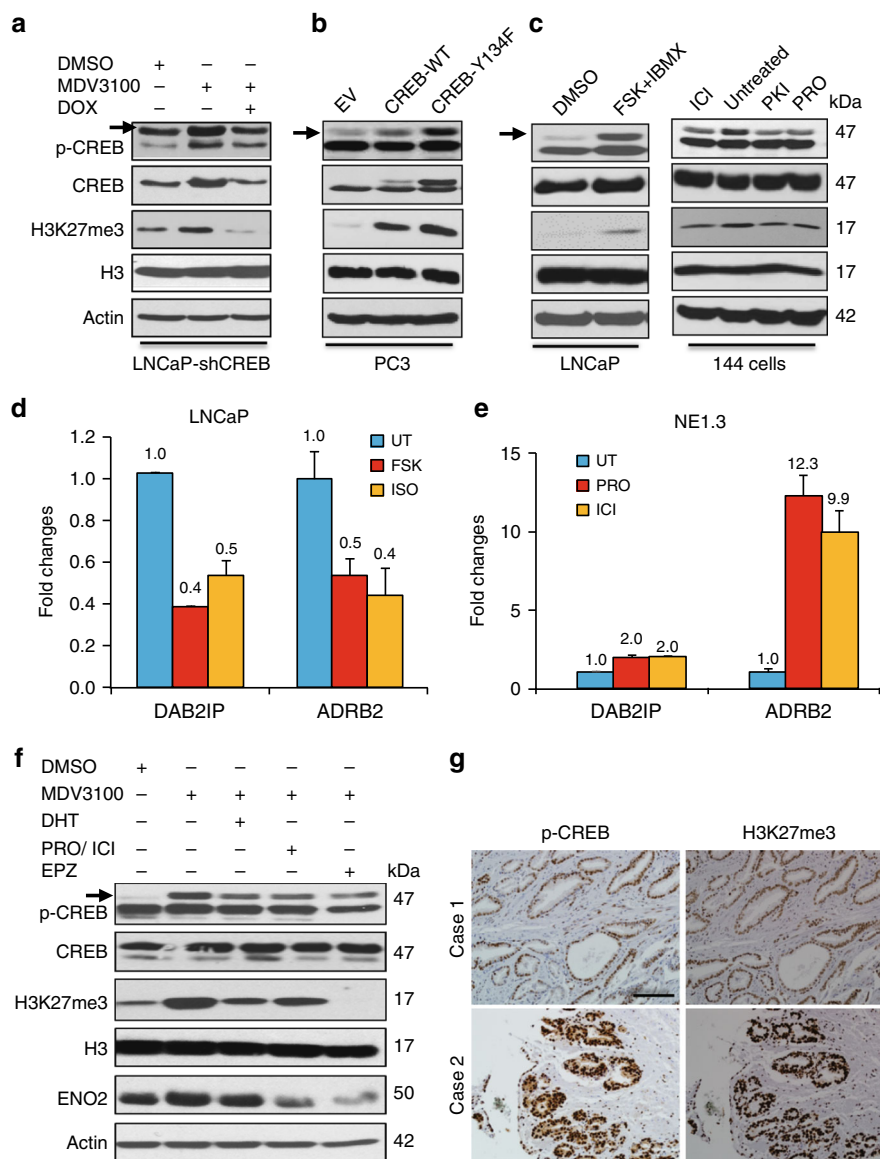 a
DMSO + – –
MDV3100 – + +
DOX – – +
p-CREB
CREB
H3K27me3
H3
Actin
LNCaP-shCREB
b
EV CREB-WT CREB-Y134F
PC3
c
DMSO FSK+IBMX
ICI Untreated PKI PRO kDa
47
47
17
17
42
LNCaP
144 cells
d
LNCaP
Fold changes
1.2
1.0
0.8
0.6
0.4
0.2
0.0
UT
FSK
ISO
1.0 0.4 0.5
1.0 0.5 0.4
DAB2IP ADRB2
e
NE1.3
Fold changes
15
10
5
0
UT
PRO
ICI
1.0 2.0 2.0
1.0 12.3 9.9
DAB2IP ADRB2
f
DMSO + – – – –
MDV3100 – + + + +
DHT – – + – –
PRO/ ICI – – – + –
EPZ – – – – + kDa
p-CREB 47
CREB 47
H3K27me3 17
H3 17
ENO2 50
Actin 42
g
p-CREB H3K27me3
Case 1
Case 2